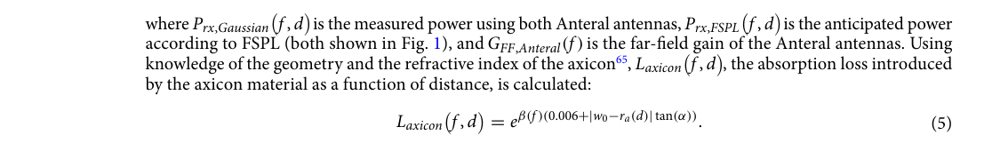 where P_{rx,Gaussian}(f, d) is the measured power using both Anteral antennas, P_{rx,FSPL}(f, d) is the anticipated power
according to FSPL (both shown in Fig. 1), and G_{FF,Anteral}(f) is the far-field gain of the Anteral antennas. Using
knowledge of the geometry and the refractive index of the axicon^{65}, L_{axicon}(f, d), the absorption loss introduced
by the axicon material as a function of distance, is calculated:
L_{axicon}(f, d) = e^{β(f)(0.006+|w_0−r_a(d)| tan(α))}. (5)